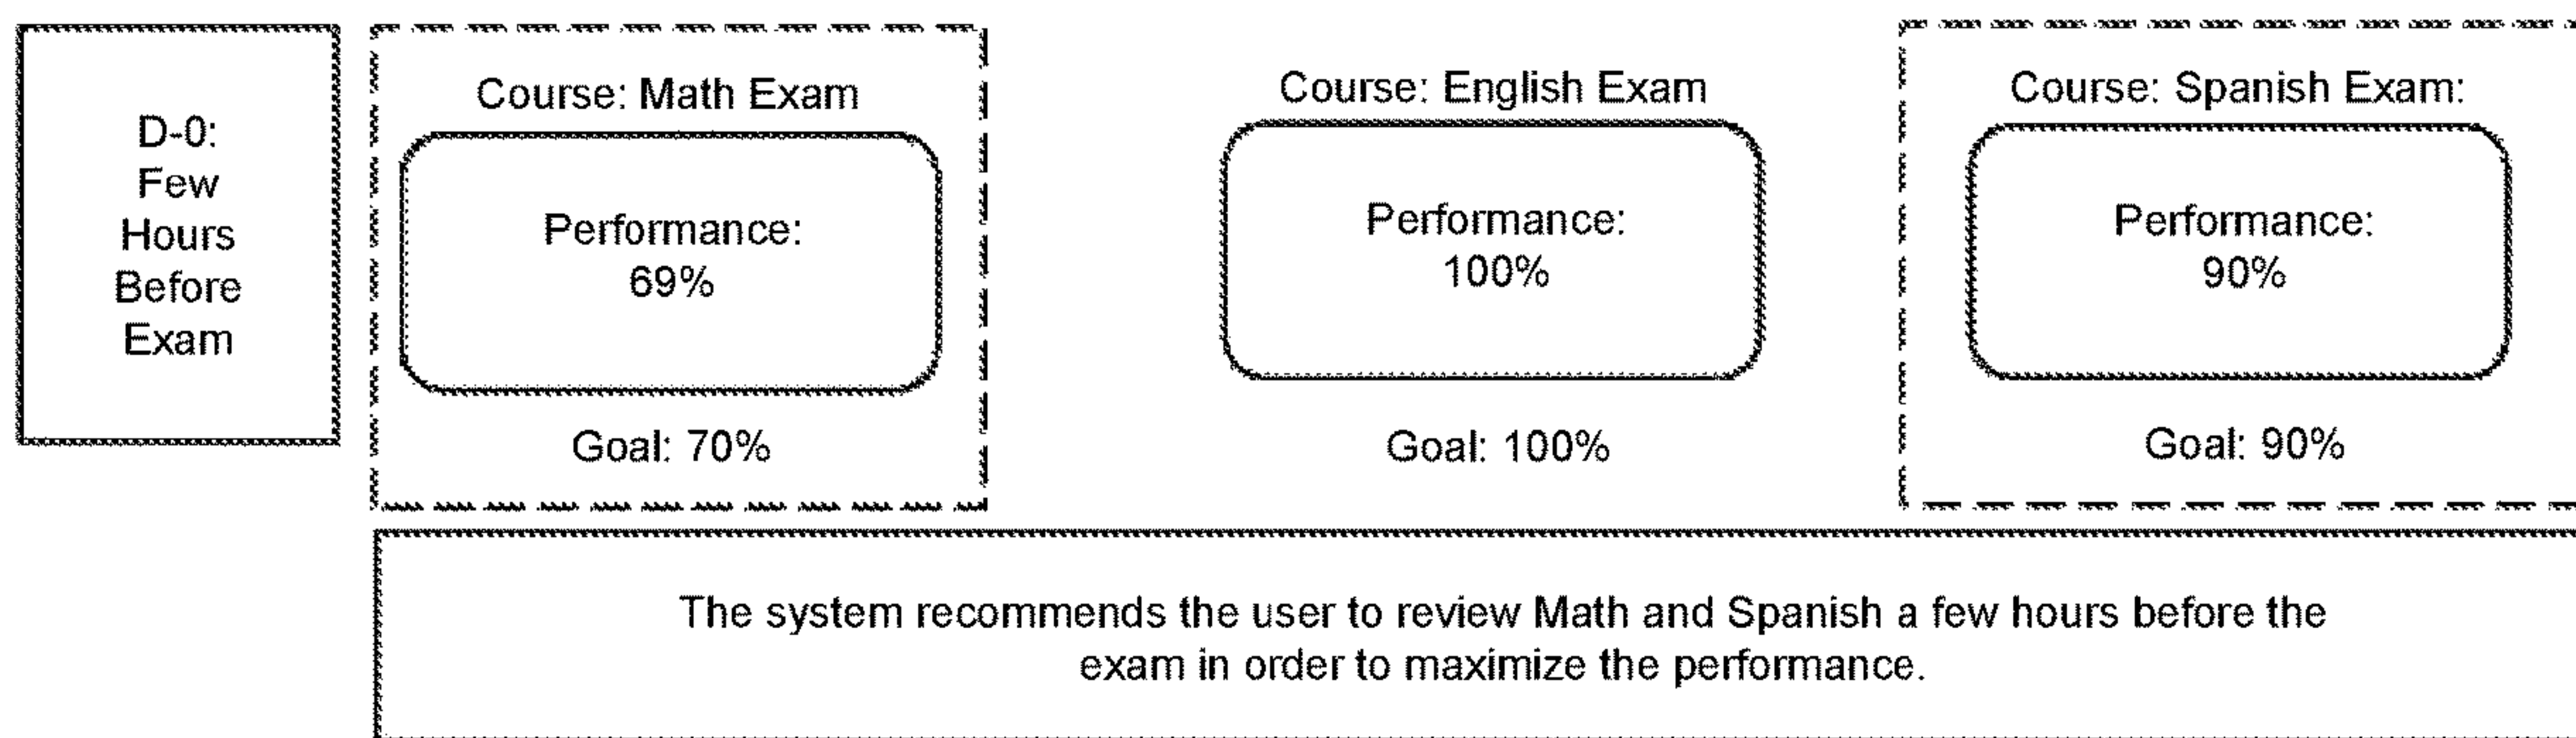 D-0:
Few
Hours
Before
Exam
Course: Math Exam
Performance:
69%
Goal: 70%
Course: English Exam
Performance:
100%
Goal: 100%
Course: Spanish Exam:
Performance:
90%
Goal: 90%
The system recommends the user to review Math and Spanish a few hours before the
exam in order to maximize the performance.